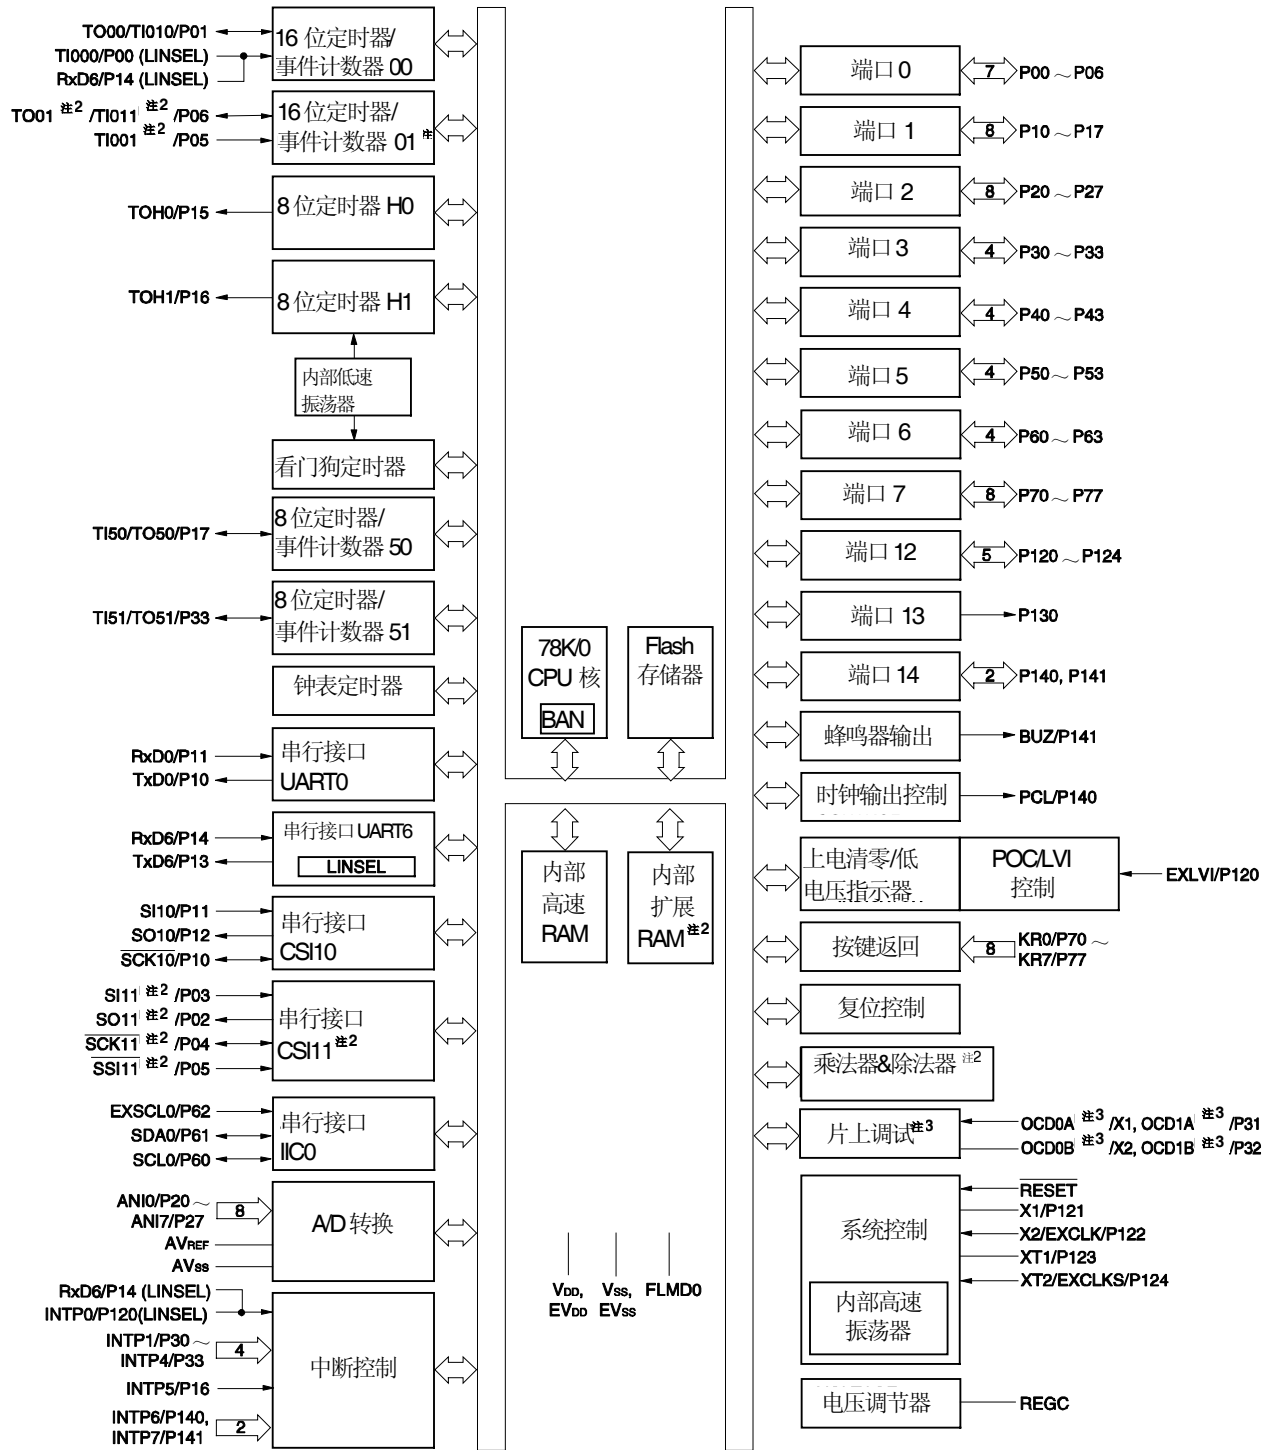 TO00/TI010/P01
TI000/P00 (LINSEL)
RxD6/P14 (LINSEL)
16 位定时器/
事件计数器 00
TO01 注2 /TI011 注2 /P06
TI001 注2 /P05
16 位定时器/
事件计数器 01 注
TOH0/P15
8 位定时器 H0
TOH1/P16
8 位定时器 H1
内部低速
振荡器
看门狗定时器
TI50/TO50/P17
8 位定时器/
事件计数器 50
TI51/TO51/P33
8 位定时器/
事件计数器 51
钟表定时器
RxD0/P11
TxD0/P10
串行接口
UART0
RxD6/P14
TxD6/P13
串行接口 UART6
LINSEL
SI10/P11
SO10/P12
SCK10/P10
串行接口
CSI10
SI11 注2 /P03
SO11 注2 /P02
SCK11 注2 /P04
SSI11 注2 /P05
串行接口
CSI11 注2
EXSCL0/P62
SDA0/P61
SCL0/P60
串行接口
IIC0
ANI0/P20 ～
ANI7/P27
8
AVREF
AVSS
A/D 转换
RxD6/P14 (LINSEL)
INTP0/P120(LINSEL)
INTP1/P30 ～
INTP4/P33
4
INTP5/P16
INTP6/P140,
INTP7/P141
2
中断控制
78K/0
CPU 核
BAN
Flash
存储器
内部
高速
RAM
内部
扩展
RAM 注2
VDD,
EVDD
VSS,
EVSS
FLMD0
端口 0
7
P00 ～ P06
端口 1
8
P10 ～ P17
端口 2
8
P20 ～ P27
端口 3
4
P30 ～ P33
端口 4
4
P40 ～ P43
端口 5
4
P50 ～ P53
端口 6
4
P60 ～ P63
端口 7
8
P70 ～ P77
端口 12
5
P120 ～ P124
端口 13
P130
端口 14
2
P140, P141
蜂鸣器输出
BUZ/P141
时钟输出控制
PCL/P140
上电清零/低
电压指示器
POC/LVI
控制
EXLVI/P120
按键返回
8
KR0/P70 ～
KR7/P77
复位控制
乘法器&除法器 注2
片上调试注3
OCD0A 注3 /X1, OCD1A 注3 /P31
OCD0B 注3 /X2, OCD1B 注3 /P32
系统控制
RESET
X1/P121
X2/EXCLK/P122
XT1/P123
XT2/EXCLKS/P124
内部高速
振荡器
电压调节器
REGC